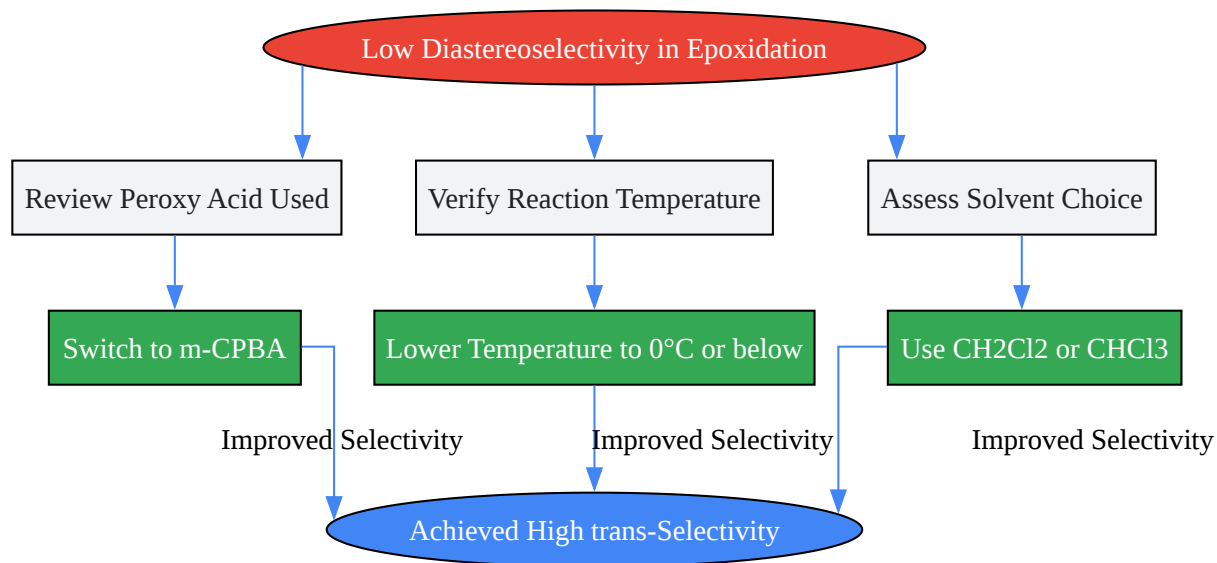 Low Diastereoselectivity in Epoxidation
Review Peroxy Acid Used
Verify Reaction Temperature
Assess Solvent Choice
Switch to m-CPBA
Lower Temperature to 0°C or below
Use CH2Cl2 or CHCl3
Improved Selectivity
Improved Selectivity
Improved Selectivity
Achieved High trans-Selectivity